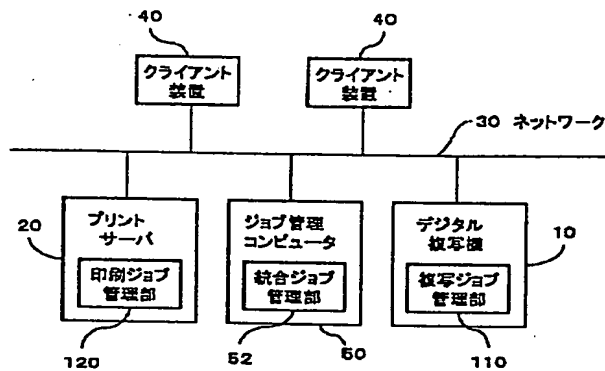 40
40
クライアント
装置
クライアント
装置
30 ネットワーク
プリント
サーバ
20
印刷ジョブ
管理部
120
ジョブ管理
コンピュータ
統合ジョブ
管理部
52
50
デジタル
複写機
10
複写ジョブ
管理部
110